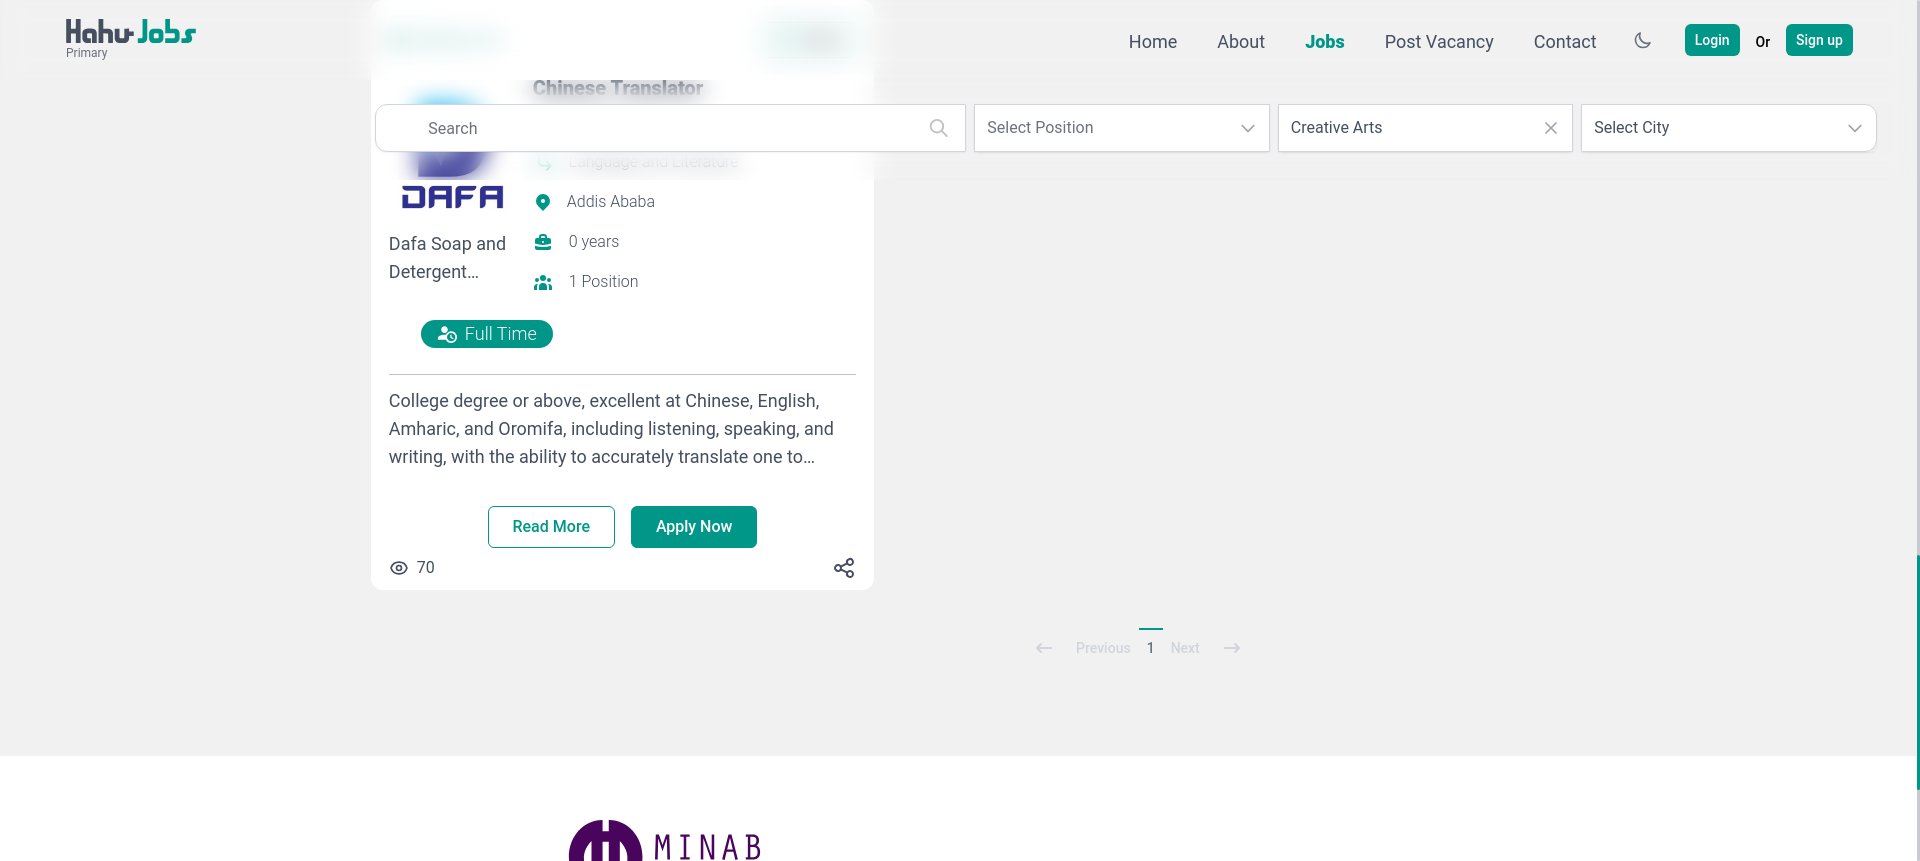 Hahu Jobs
Primary
Home
About
Jobs
Post Vacancy
Contact
Login
Or
Sign up
Chinese Translator
Search
Select Position
Creative Arts
Select City
Language and Literature
DAFA
Addis Ababa
Dafa Soap and
Detergent...
0 years
1 Position
Full Time
College degree or above, excellent at Chinese, English,
Amharic, and Oromifa, including listening, speaking, and
writing, with the ability to accurately translate one to...
Read More
Apply Now
70
Previous
1
Next
MINAB